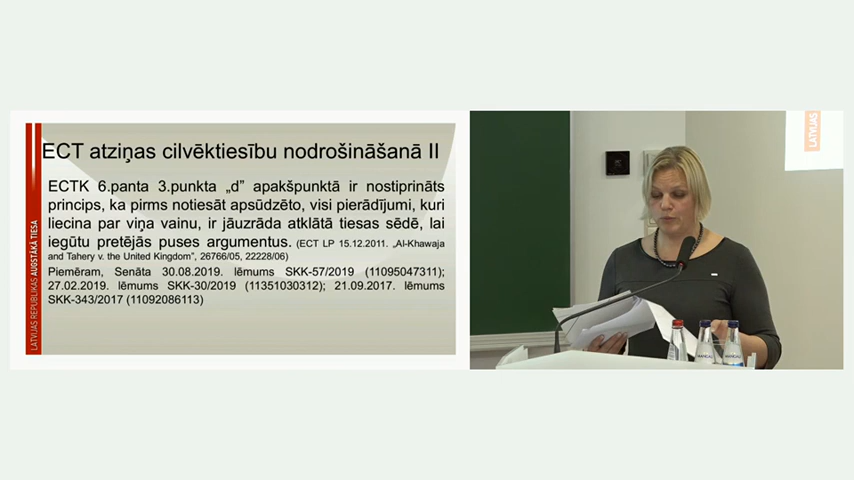 ECT atziņas cilvēktiesību nodrošināšanā II
ECTK 6.panta 3.punkta „d” apakšpunktā ir nostiprināts
princips, ka pirms notiesāt apsūdzēto, visi pierādījumi, kuri
liecina par viņa vainu, ir jāuzrāda atklātā tiesas sēdē, lai
iegūtu pretējās puses argumentus. (ECT LP 15.12.2011. „Al-Khawaja
and Tahery v. the United Kingdom”, 26766/05, 22228/06)
Piemēram, Senāta 30.08.2019. lēmums SKK-57/2019 (11095047311);
27.02.2019. lēmums SKK-30/2019 (11351030312); 21.09.2017. lēmums
SKK-343/2017 (11092086113)
LATVIJAS REPUBLIKAS AUGSTĀKĀ TIESA
LATVIJAS
MANGAĻI